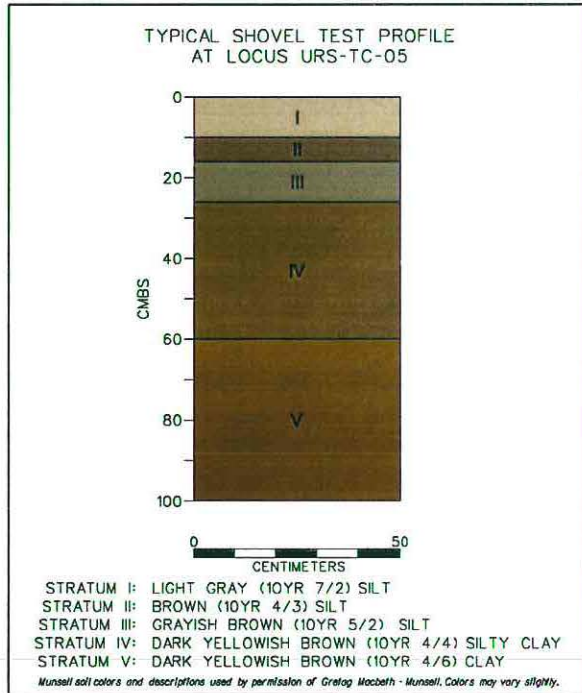 TYPICAL SHOVEL TEST PROFILE
AT LOCUS URS-TC-05
0
I
II
20
III
40
IV
CMBS
60
80
V
100
0 50
CENTIMETERS
STRATUM I: LIGHT GRAY (10YR 7/2) SILT
STRATUM II: BROWN (10YR 4/3) SILT
STRATUM III: GRAYISH BROWN (10YR 5/2) SILT
STRATUM IV: DARK YELLOWISH BROWN (10YR 4/4) SILTY CLAY
STRATUM V: DARK YELLOWISH BROWN (10YR 4/6) CLAY
Munsell soil colors and descriptions used by permission of Gretag Macbeth - Munsell. Colors may vary slightly.